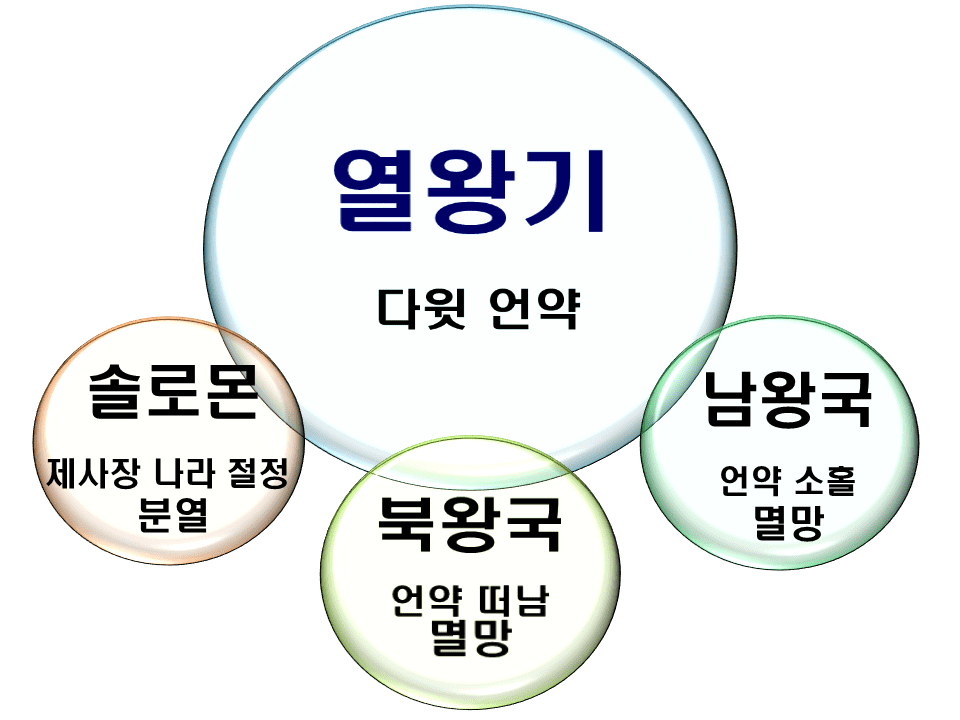 열왕기
다윗 언약
솔로몬
제사장 나라 절정
분열
북왕국
언약 떠남
멸망
남왕국
언약 소홀
멸망